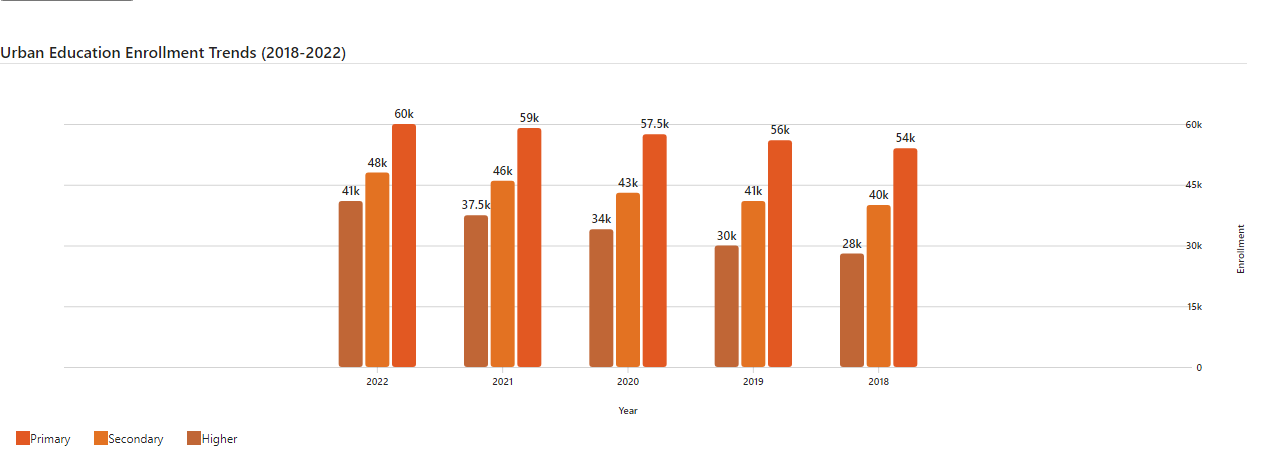 Urban Education Enrollment Trends (2018-2022)
60k
59k
57.5k
56k
54k
48k
46k
43k
41k
40k
41k
37.5k
34k
30k
28k
60k
45k
30k
15k
0
Enrollment
2022 2021 2020 2019 2018
Year
Primary Secondary Higher